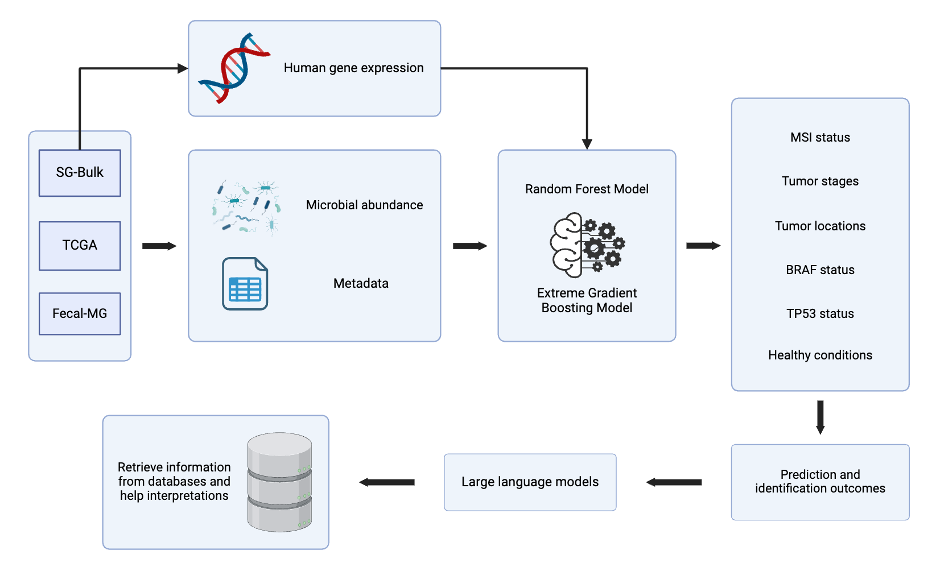 Human gene expression
SG-Bulk
TCGA
Fecal-MG
Microbial abundance
Metadata
Random Forest Model
Extreme Gradient
Boosting Model
MSI status
Tumor stages
Tumor locations
BRAF status
TP53 status
Healthy conditions
Prediction and
identification outcomes
Large language models
Retrieve information
from databases and
help interpretations